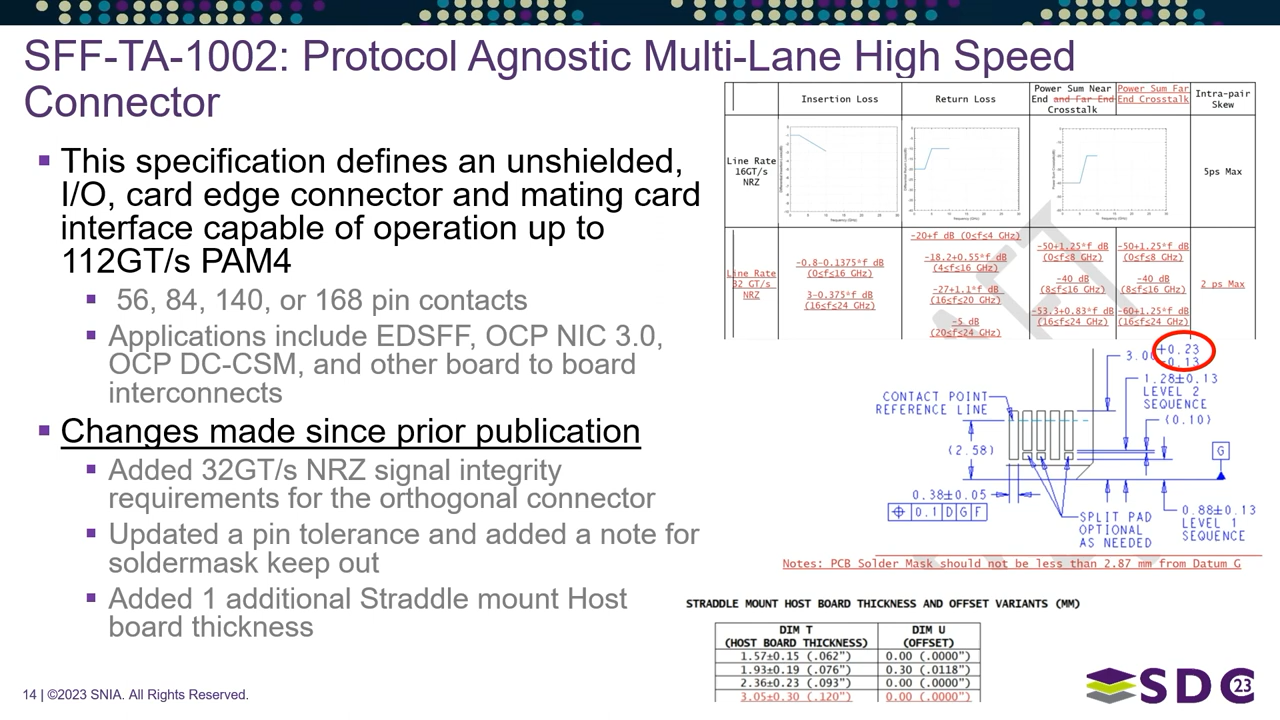 SFF-TA-1002: Protocol Agnostic Multi-Lane High Speed
Connector
This specification defines an unshielded,
I/O, card edge connector and mating card
interface capable of operation up to
112GT/s PAM4
56, 84, 140, or 168 pin contacts
Applications include EDSFF, OCP NIC 3.0,
OCP DC-CSM, and other board to board
interconnects
Changes made since prior publication
Added 32GT/s NRZ signal integrity
requirements for the orthogonal connector
Updated a pin tolerance and added a note for
soldermask keep out
Added 1 additional Straddle mount Host
board thickness
Insertion Loss
Return Loss
Power Sum Near
End and Far End
Crosstalk
Power Sum Far
End Crosstalk
Intra-pair
Skew
Line Rate
16GT/s
NRZ
5ps Max
Line Rate
32 GT/s
NRZ
-0.8-0.1375*f dB
(0≤f≤16 GHz)
3-0.375*f dB
(16≤f≤24 GHz)
-20+f dB (0≤f≤4 GHz)
-18.2+0.55*f dB
(4≤f≤16 GHz)
-27+1.1*f dB
(16≤f≤20 GHz)
-5 dB
(20≤f≤24 GHz)
-50+1.25*f dB
(0≤f≤8 GHz)
-40 dB
(8≤f≤16 GHz)
-53.3+0.83*f dB
(16≤f≤24 GHz)
-50+1.25*f dB
(0≤f≤8 GHz)
-40 dB
(8≤f≤16 GHz)
-60+1.25*f dB
(16≤f≤24 GHz)
2 ps Max
+0.23
-0.13
1.28±0.13
LEVEL 2
SEQUENCE
(0.10)
CONTACT POINT
REFERENCE LINE
(2.58)
G
0.38±0.05
0.1 D G F
SPLIT PAD
OPTIONAL
AS NEEDED
0.88±0.13
LEVEL 1
SEQUENCE
Notes: PCB Solder Mask should not be less than 2.87 mm from Datum G
STRADDLE MOUNT HOST BOARD THICKNESS AND OFFSET VARIANTS (MM)
DIM T
(HOST BOARD THICKNESS)
DIM U
(OFFSET)
1.57±0.15 (.062") 0.00 (.0000")
1.93±0.19 (.076") 0.30 (.0118")
2.36±0.23 (.093") 0.00 (.0000")
3.05±0.30 (.120") 0.00 (.0000")
14 | ©2023 SNIA. All Rights Reserved.
SDC 23